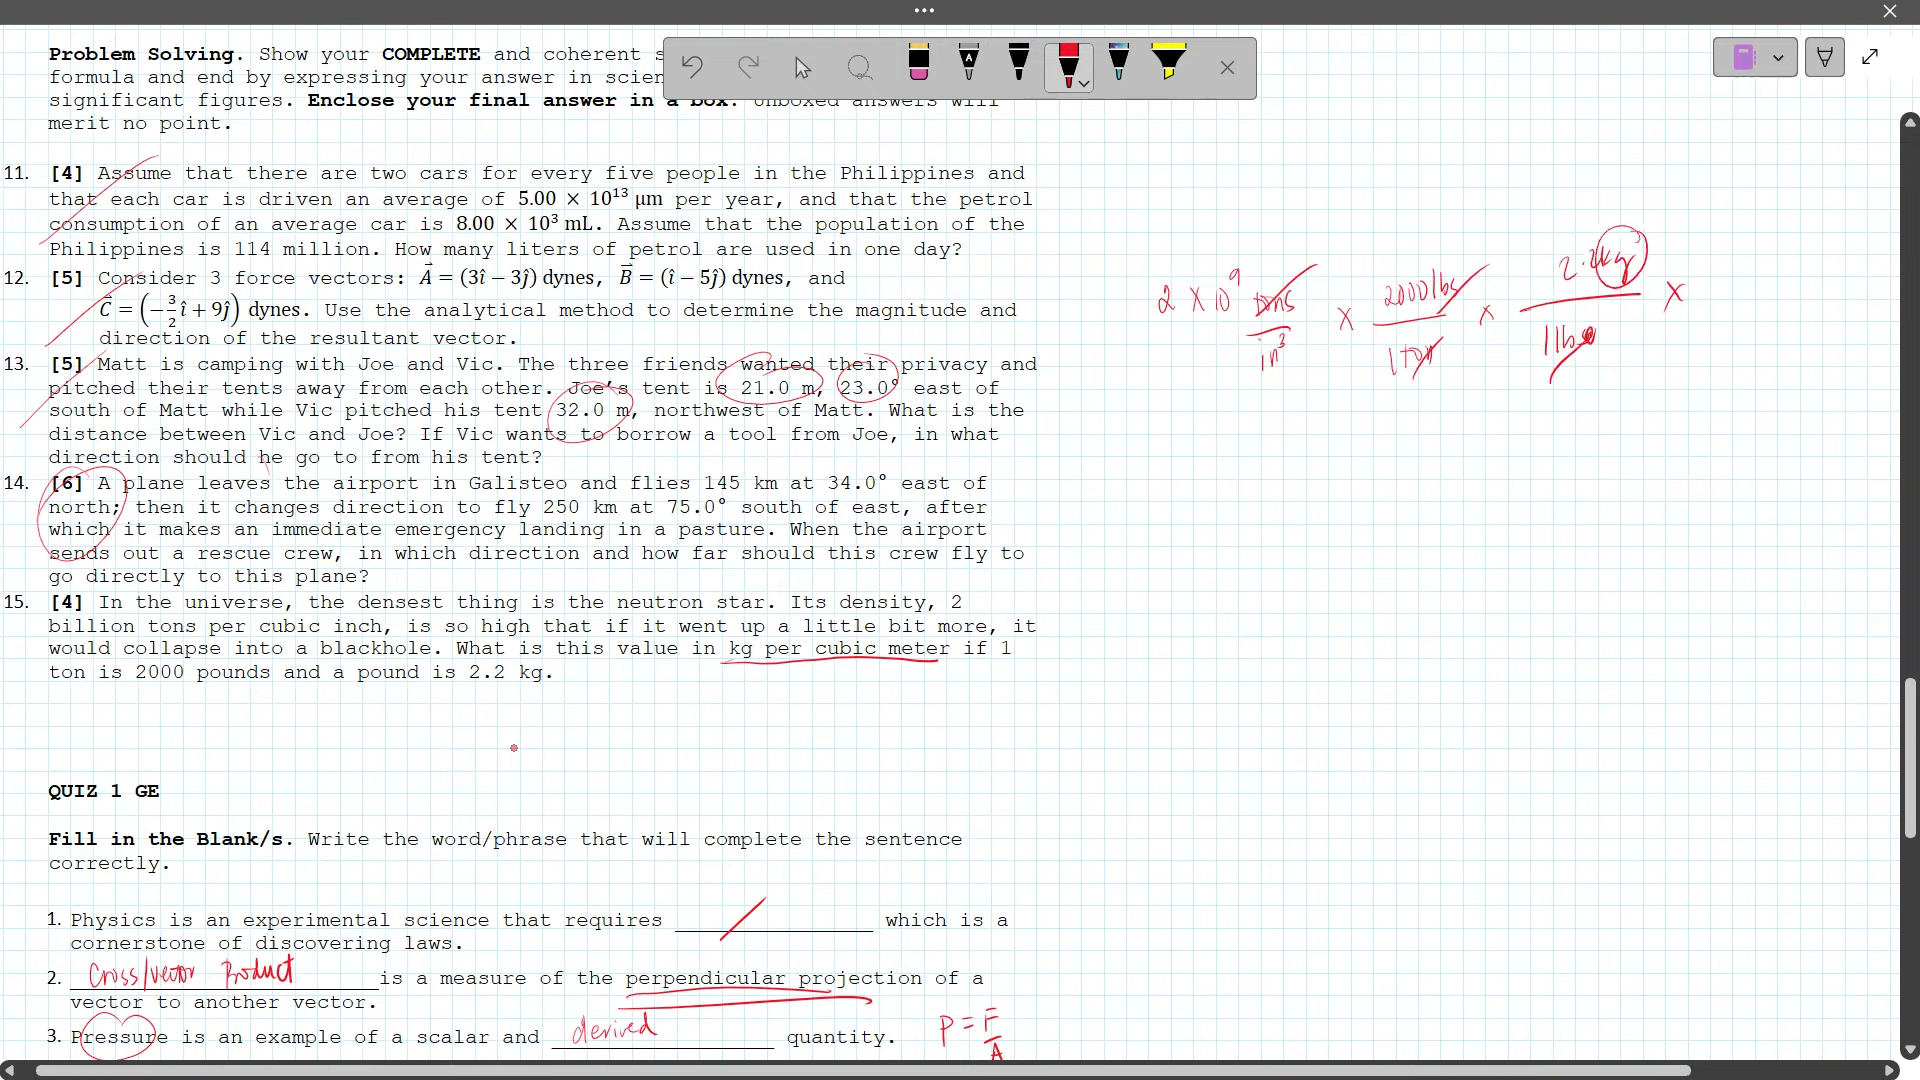 Problem Solving. Show your COMPLETE and coherent s
formula and end by expressing your answer in scien
significant figures. Enclose your final answer in a box. Unboxed answers will
merit no point.
11. [4] Assume that there are two cars for every five people in the Philippines and
that each car is driven an average of 5.00 × 10¹³ μm per year, and that the petrol
consumption of an average car is 8.00 × 10³ mL. Assume that the population of the
Philippines is 114 million. How many liters of petrol are used in one day?
12. [5] Consider 3 force vectors: A⃗ = (3î − 3ĵ) dynes, B⃗ = (î − 5ĵ) dynes, and
C⃗ = (−3/2 î + 9ĵ) dynes. Use the analytical method to determine the magnitude and
direction of the resultant vector.
13. [5] Matt is camping with Joe and Vic. The three friends wanted their privacy and
pitched their tents away from each other. Joe's tent is 21.0 m, 23.0° east of
south of Matt while Vic pitched his tent 32.0 m, northwest of Matt. What is the
distance between Vic and Joe? If Vic wants to borrow a tool from Joe, in what
direction should he go to from his tent?
14. [6] A plane leaves the airport in Galisteo and flies 145 km at 34.0° east of
north; then it changes direction to fly 250 km at 75.0° south of east, after
which it makes an immediate emergency landing in a pasture. When the airport
sends out a rescue crew, in which direction and how far should this crew fly to
go directly to this plane?
15. [4] In the universe, the densest thing is the neutron star. Its density, 2
billion tons per cubic inch, is so high that if it went up a little bit more, it
would collapse into a blackhole. What is this value in kg per cubic meter if 1
ton is 2000 pounds and a pound is 2.2 kg.
2 × 10⁹ tons/in³ × 2000 lbs/1 ton × 2.2 kg/1 lb ×
QUIZ 1 GE
Fill in the Blank/s. Write the word/phrase that will complete the sentence
correctly.
1. Physics is an experimental science that requires ________ which is a
cornerstone of discovering laws.
2. Cross/vector Product is a measure of the perpendicular projection of a
vector to another vector.
3. Pressure is an example of a scalar and derived quantity. P = F/A